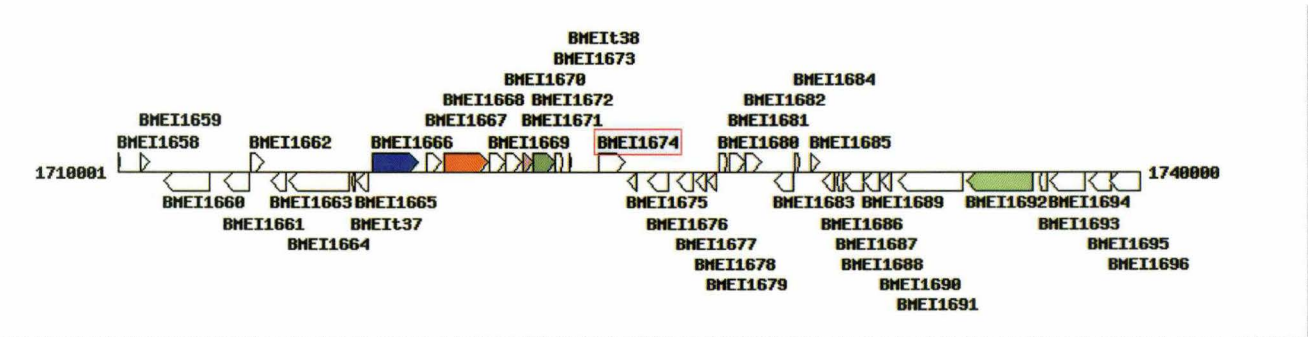 BMEIt38
BMEI1673
BMEI1670 BMEI1684
BMEI1668 BMEI1672 BMEI1682
BMEI1659 BMEI1667 BMEI1671 BMEI1681
BMEI1658 BMEI1662 BMEI1666 BMEI1669 BMEI1674 BMEI1680 BMEI1685
1710001 1740000
BMEI1660 BMEI1663 BMEI1665 BMEI1675 BMEI1683 BMEI1689 BMEI1692 BMEI1694
BMEI1661 BMEIt37 BMEI1676 BMEI1686 BMEI1693
BMEI1664 BMEI1677 BMEI1687 BMEI1695
BMEI1678 BMEI1688 BMEI1696
BMEI1679 BMEI1690
BMEI1691